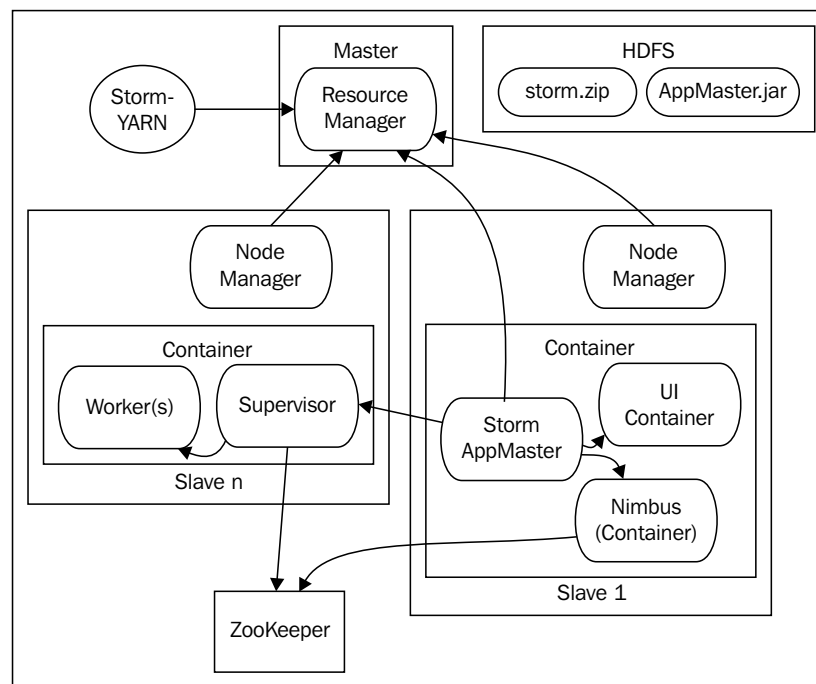 Master
HDFS
Storm-
YARN
Resource
Manager
storm.zip
AppMaster.jar
Node
Manager
Node
Manager
Container
Worker(s)
Supervisor
Slave n
Container
Storm
AppMaster
UI
Container
Nimbus
(Container)
Slave 1
ZooKeeper